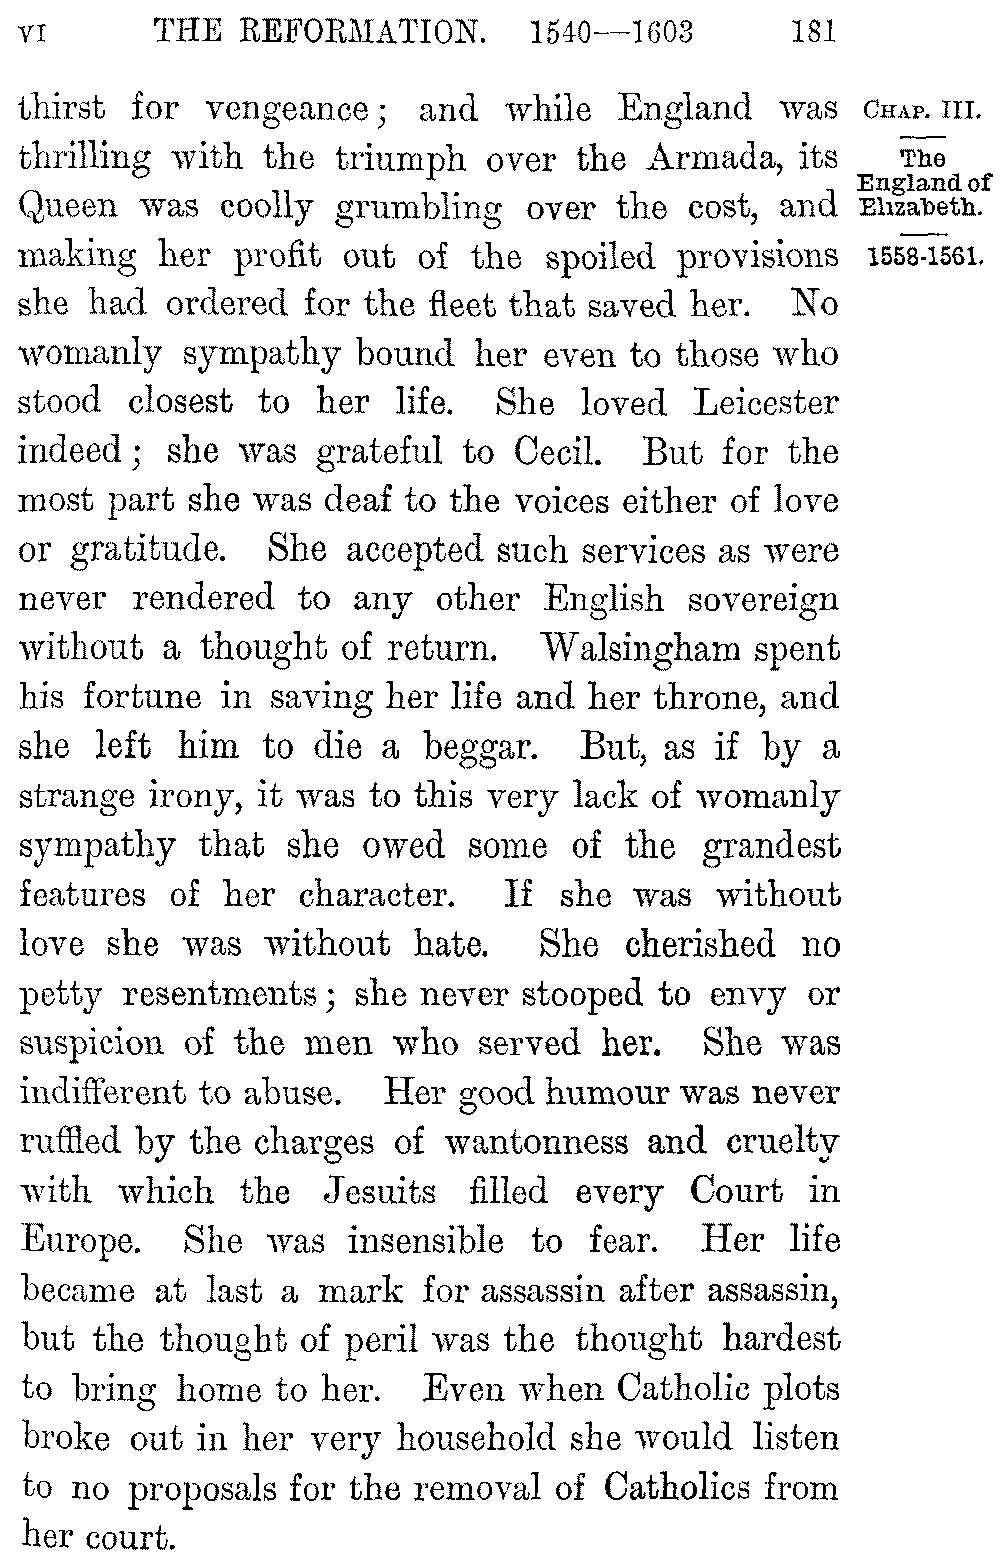 VI THE REFORMATION. 1540—1603 181
thirst for vengeance; and while England was
thrilling with the triumph over the Armada, its
Queen was coolly grumbling over the cost, and
making her profit out of the spoiled provisions
she had ordered for the fleet that saved her. No
womanly sympathy bound her even to those who
stood closest to her life. She loved Leicester
indeed; she was grateful to Cecil. But for the
most part she was deaf to the voices either of love
or gratitude. She accepted such services as were
never rendered to any other English sovereign
without a thought of return. Walsingham spent
his fortune in saving her life and her throne, and
she left him to die a beggar. But, as if by a
strange irony, it was to this very lack of womanly
sympathy that she owed some of the grandest
features of her character. If she was without
love she was without hate. She cherished no
petty resentments; she never stooped to envy or
suspicion of the men who served her. She was
indifferent to abuse. Her good humour was never
ruffled by the charges of wantonness and cruelty
with which the Jesuits filled every Court in
Europe. She was insensible to fear. Her life
became at last a mark for assassin after assassin,
but the thought of peril was the thought hardest
to bring home to her. Even when Catholic plots
broke out in her very household she would listen
to no proposals for the removal of Catholics from
her court.
CHAP. III.
The
England of
Elizabeth.
1558-1561.